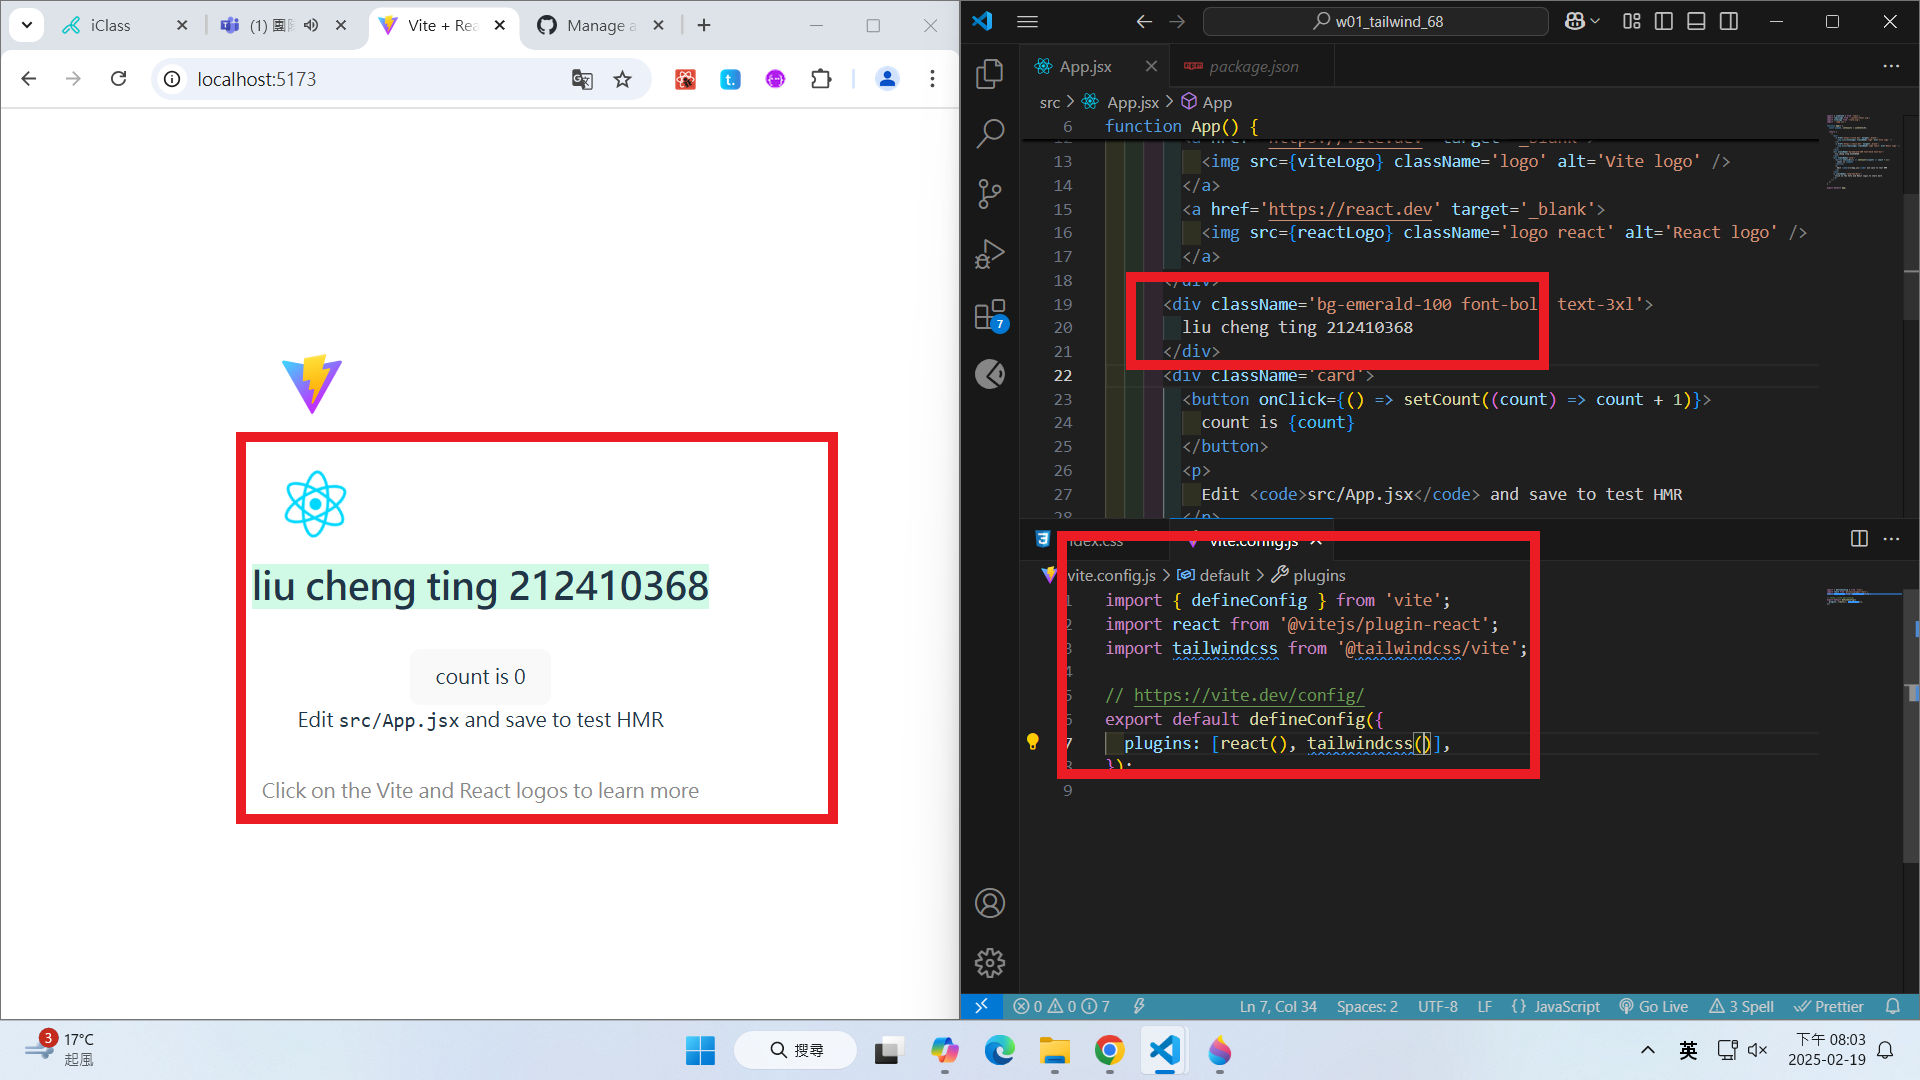 iClass
(1) 團
Vite + Rea
Manage a
localhost:5173
liu cheng ting 212410368
count is 0
Edit src/App.jsx and save to test HMR
Click on the Vite and React logos to learn more
w01_tailwind_68
App.jsx
package.json
src > App.jsx > App
6 function App() {
12 <a href='https://vite.dev' target='_blank'>
13 <img src={viteLogo} className='logo' alt='Vite logo' />
14 </a>
15 <a href='https://react.dev' target='_blank'>
16 <img src={reactLogo} className='logo react' alt='React logo' />
17 </a>
18 </div>
19 <div className='bg-emerald-100 font-bol text-3xl'>
20 liu cheng ting 212410368
21 </div>
22 <div className='card'>
23 <button onClick={() => setCount((count) => count + 1)}>
24 count is {count}
25 </button>
26 <p>
27 Edit <code>src/App.jsx</code> and save to test HMR
28 </p>
7
index.css
vite.config.js
vite.config.js > default > plugins
1 import { defineConfig } from 'vite';
2 import react from '@vitejs/plugin-react';
3 import tailwindcss from '@tailwindcss/vite';
4
5 // https://vite.dev/config/
6 export default defineConfig({
7 plugins: [react(), tailwindcss()],
8 });
9
0 0 7
Ln 7, Col 34
Spaces: 2
UTF-8
LF
{} JavaScript
Go Live
3 Spell
Prettier
3
17°C
起風
搜尋
英
下午 08:03
2025-02-19